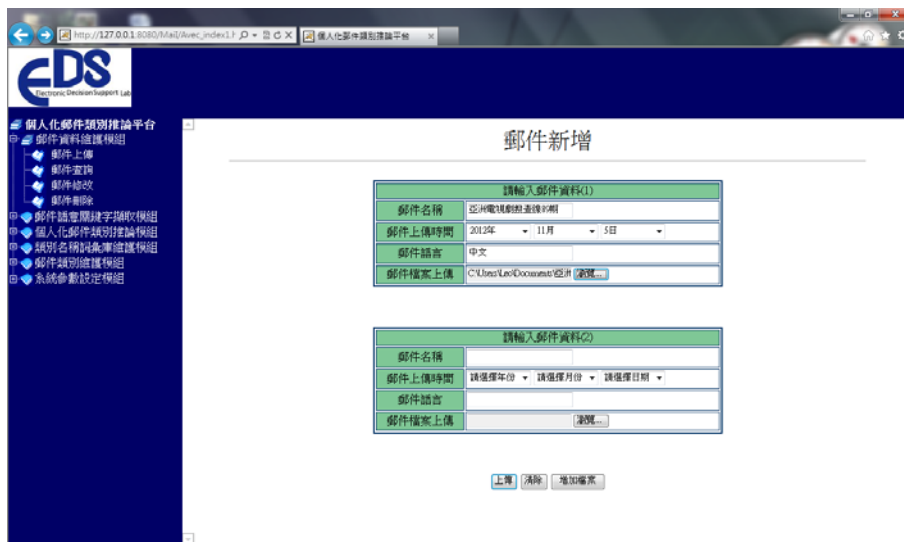 http://127.0.0.1:8080/Mail/Avec_index1.h
個人化郵件類別推論平台
EDS
Electronic Decision Support Lab
個人化郵件類別推論平台
郵件資料維護模組
郵件上傳
郵件查詢
郵件修改
郵件刪除
郵件語意關鍵字擷取模組
個人化郵件類別推論模組
類別名稱詞彙庫維護模組
郵件類別維護模組
系統參數設定模組
郵件新增
請輸入郵件資料(1)
郵件名稱
郵件上傳時間 2012年 11月 5日
郵件語言 中文
郵件檔案上傳 C:\Users\Leo\Documents\亞洲 瀏覽...
請輸入郵件資料(2)
郵件名稱
郵件上傳時間 請選擇年份 請選擇月份 請選擇日期
郵件語言
郵件檔案上傳 瀏覽...
上傳 清除 增加檔案